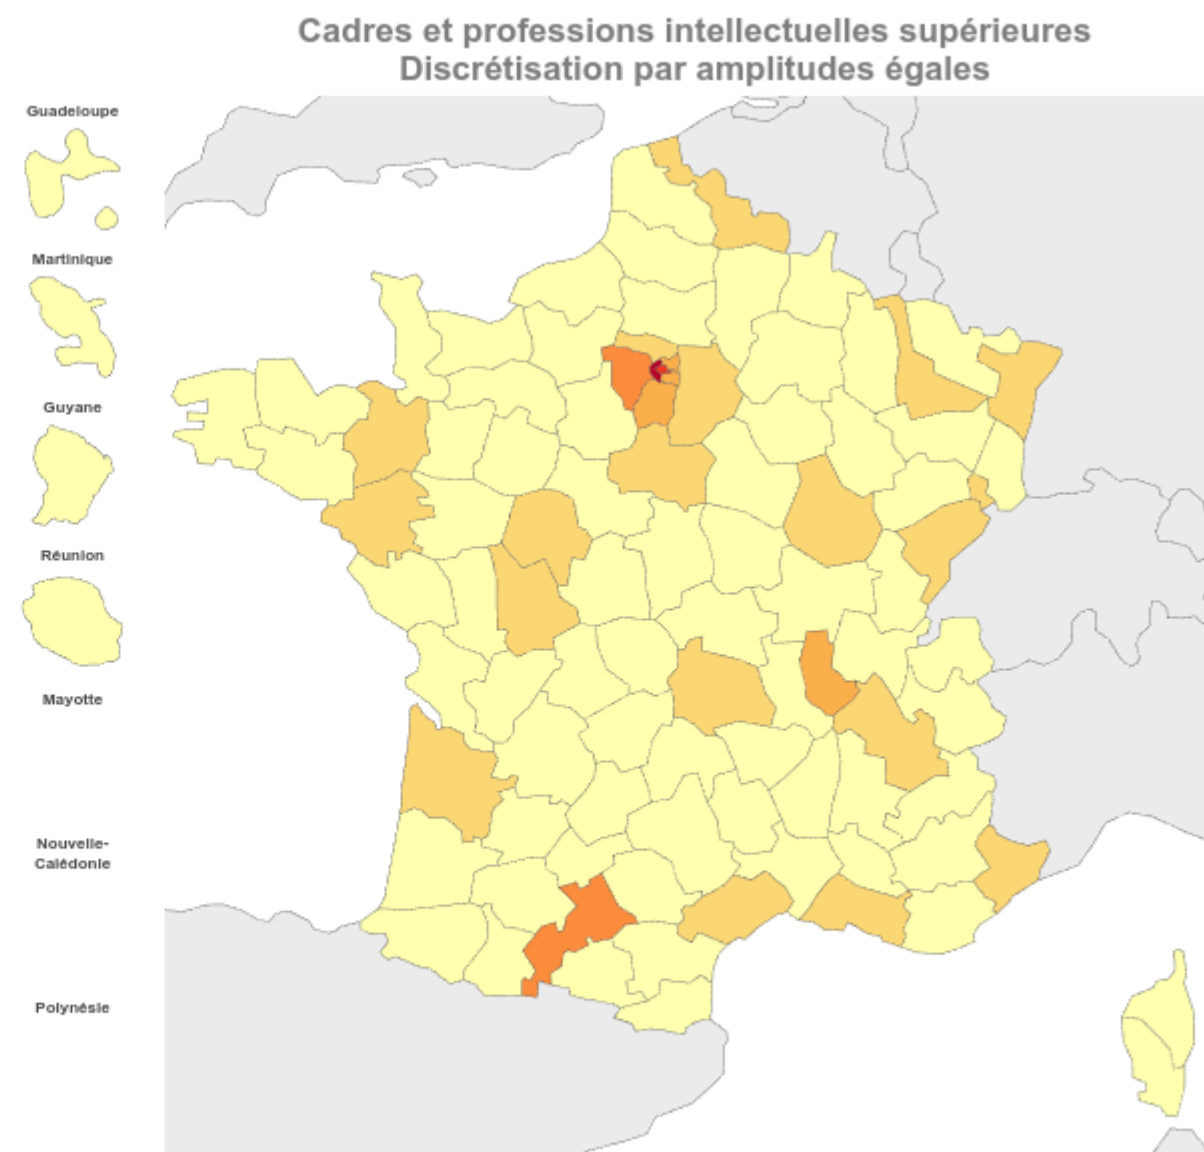 Cadres et professions intellectuelles supérieures
Discrétisation par amplitudes égales
Guadeloupe
Martinique
Guyane
Réunion
Mayotte
Nouvelle-
Calédonie
Polynésie